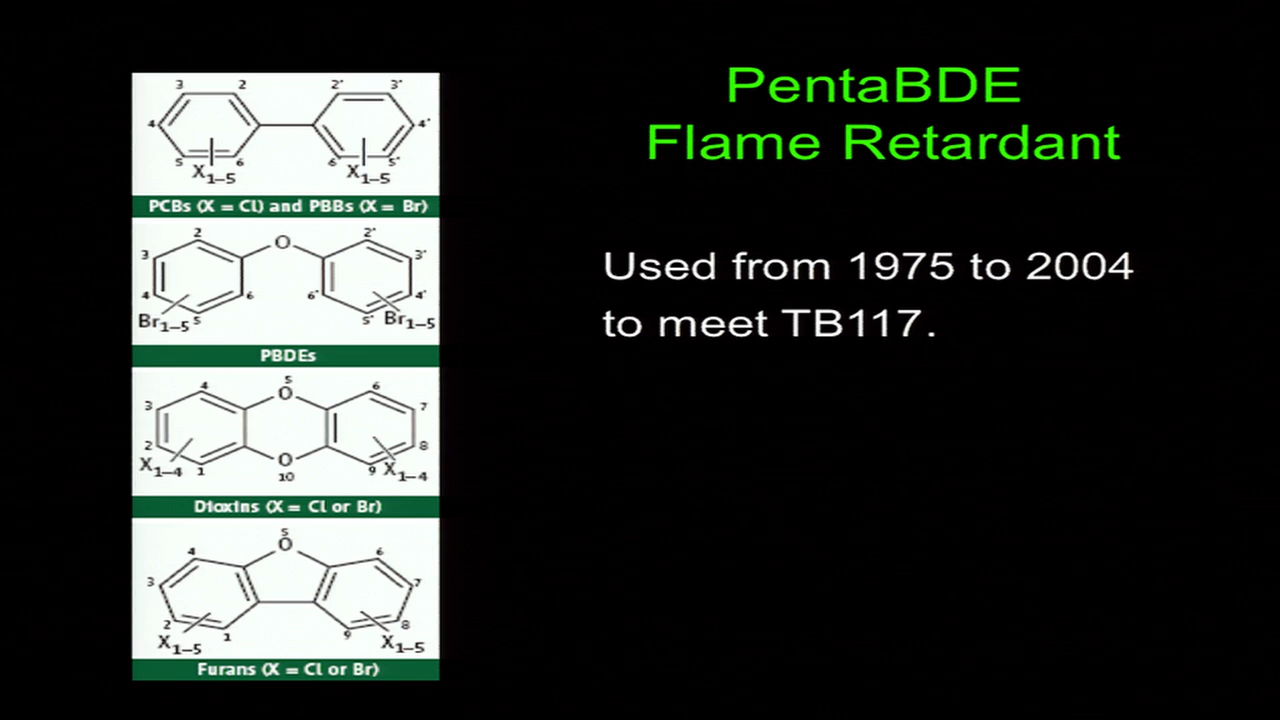 PentaBDE
Flame Retardant
Used from 1975 to 2004
to meet TB117.
3 2 2' 3'
4 4'
5 6 6' 5'
X1–5 X1–5
PCBs (X = Cl) and PBBs (X = Br)
2 O 2'
3 3'
4 6 6' 4'
Br1–5 5 5' Br1–5
PBDEs
4 5 6
O
3 7
2 8
X1–4 1 O 9 X1–4
10
Dioxins (X = Cl or Br)
5
4 O 6
3 7
2 8
X1–5 1 9 X1–5
Furans (X = Cl or Br)